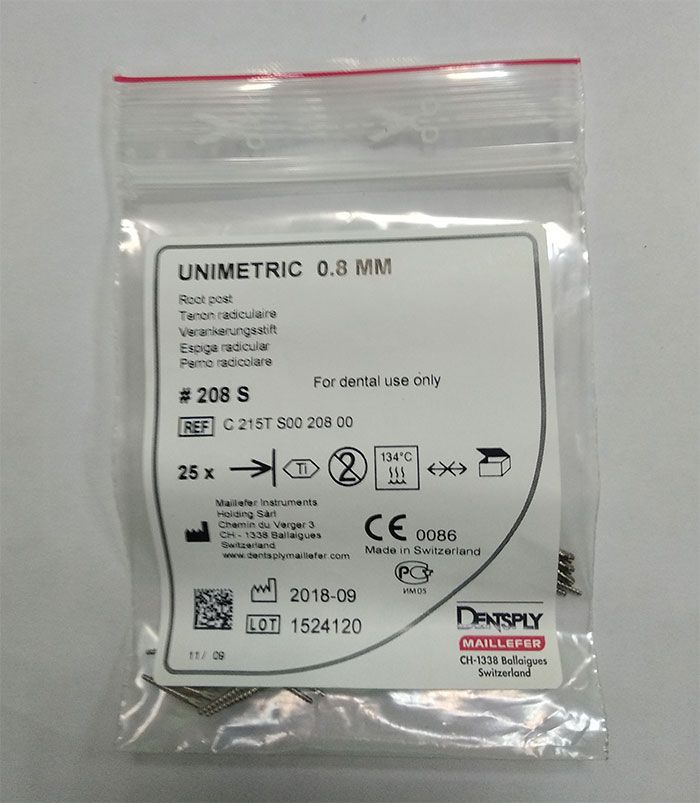 UNIMETRIC 0.8 MM
Root post
Tenon radiculaire
Verankerungsstift
Espiga radicular
Perno radicolare
# 208 S
For dental use only
REF C 215T S00 208 00
25 x
Ti
2
134°C
Maillefer Instruments
Holding Sàrl
Chemin du Verger 3
CH - 1338 Ballaigues
Switzerland
www.dentsplymaillefer.com
CE 0086
Made in Switzerland
РСТ
ИМ05
2018-09
LOT 1524120
11/ 09
DENTSPLY
MAILLEFER
CH-1338 Ballaigues
Switzerland